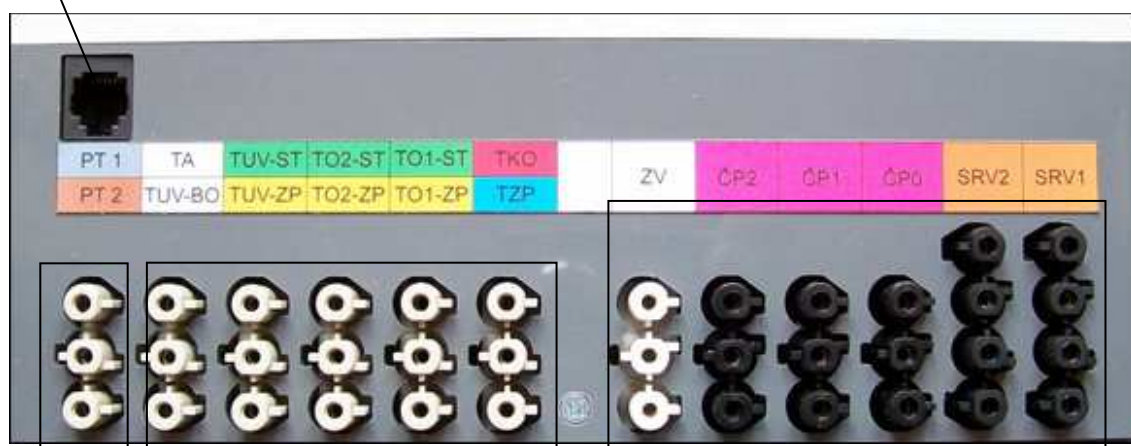 PT 1 TA TUV-ST TO2-ST TO1-ST TKO ZV ČP2 ČP1 ČP0 SRV2 SRV1
PT 2 TUV-BO TUV-ZP TO2-ZP TO1-ZP TZP